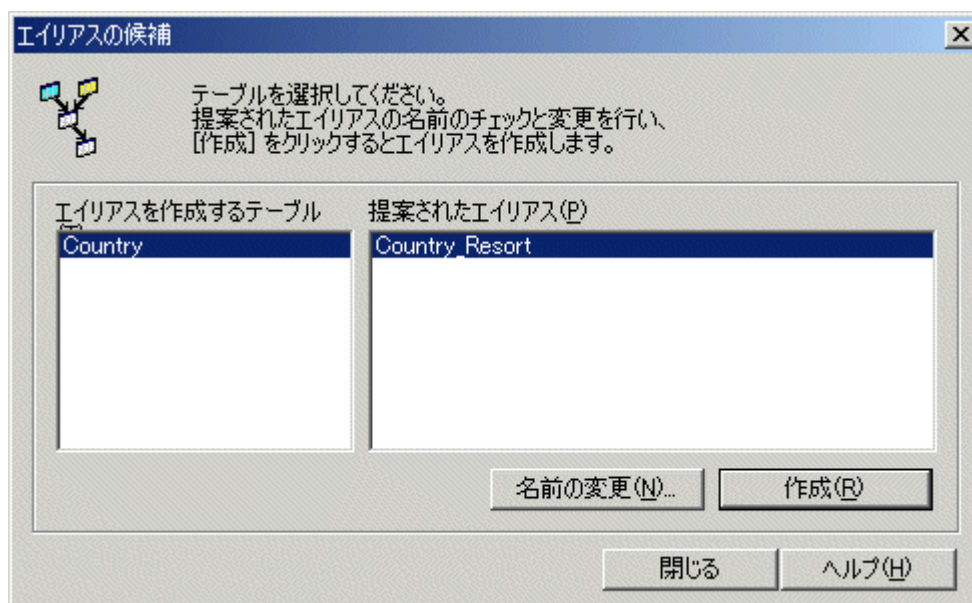 エイリアスの候補
テーブルを選択してください。
提案されたエイリアスの名前のチェックと変更を行い、
[作成] をクリックするとエイリアスを作成します。
エイリアスを作成するテーブル
提案されたエイリアス(P)
Country
Country_Resort
名前の変更(N)...
作成(R)
閉じる
ヘルプ(H)